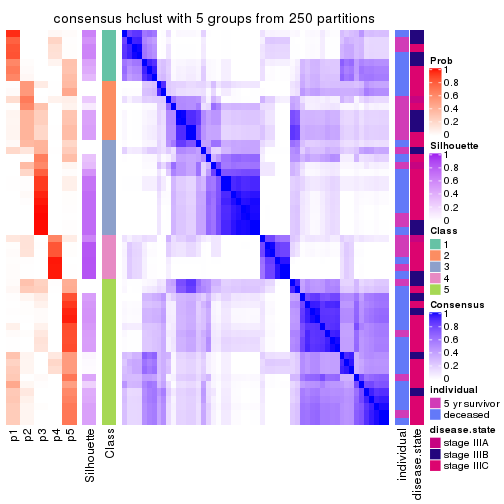 consensus hclust with 5 groups from 250 partitions
Prob
1
0.8
0.6
0.4
0.2
0
Silhouette
1
0.8
0.6
0.4
0.2
0
Class
1
2
3
4
5
Consensus
1
0.8
0.6
0.4
0.2
0
Individual
5 yr survivor
deceased
disease.state
stage IIIA
stage IIIB
stage IIIC
p1
p2
p3
p4
p5
Silhouette
Class
individual
disease.state